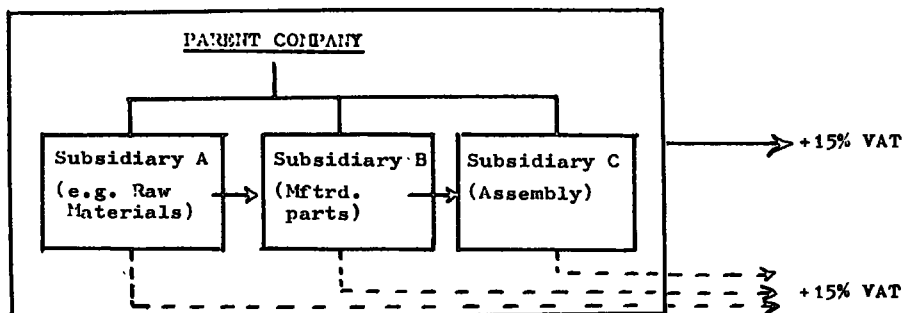 PARENT COMPANY
Subsidiary A
(e.g. Raw
Materials)
Subsidiary B
(Mftrd.
parts)
Subsidiary C
(Assembly)
+15% VAT
+15% VAT